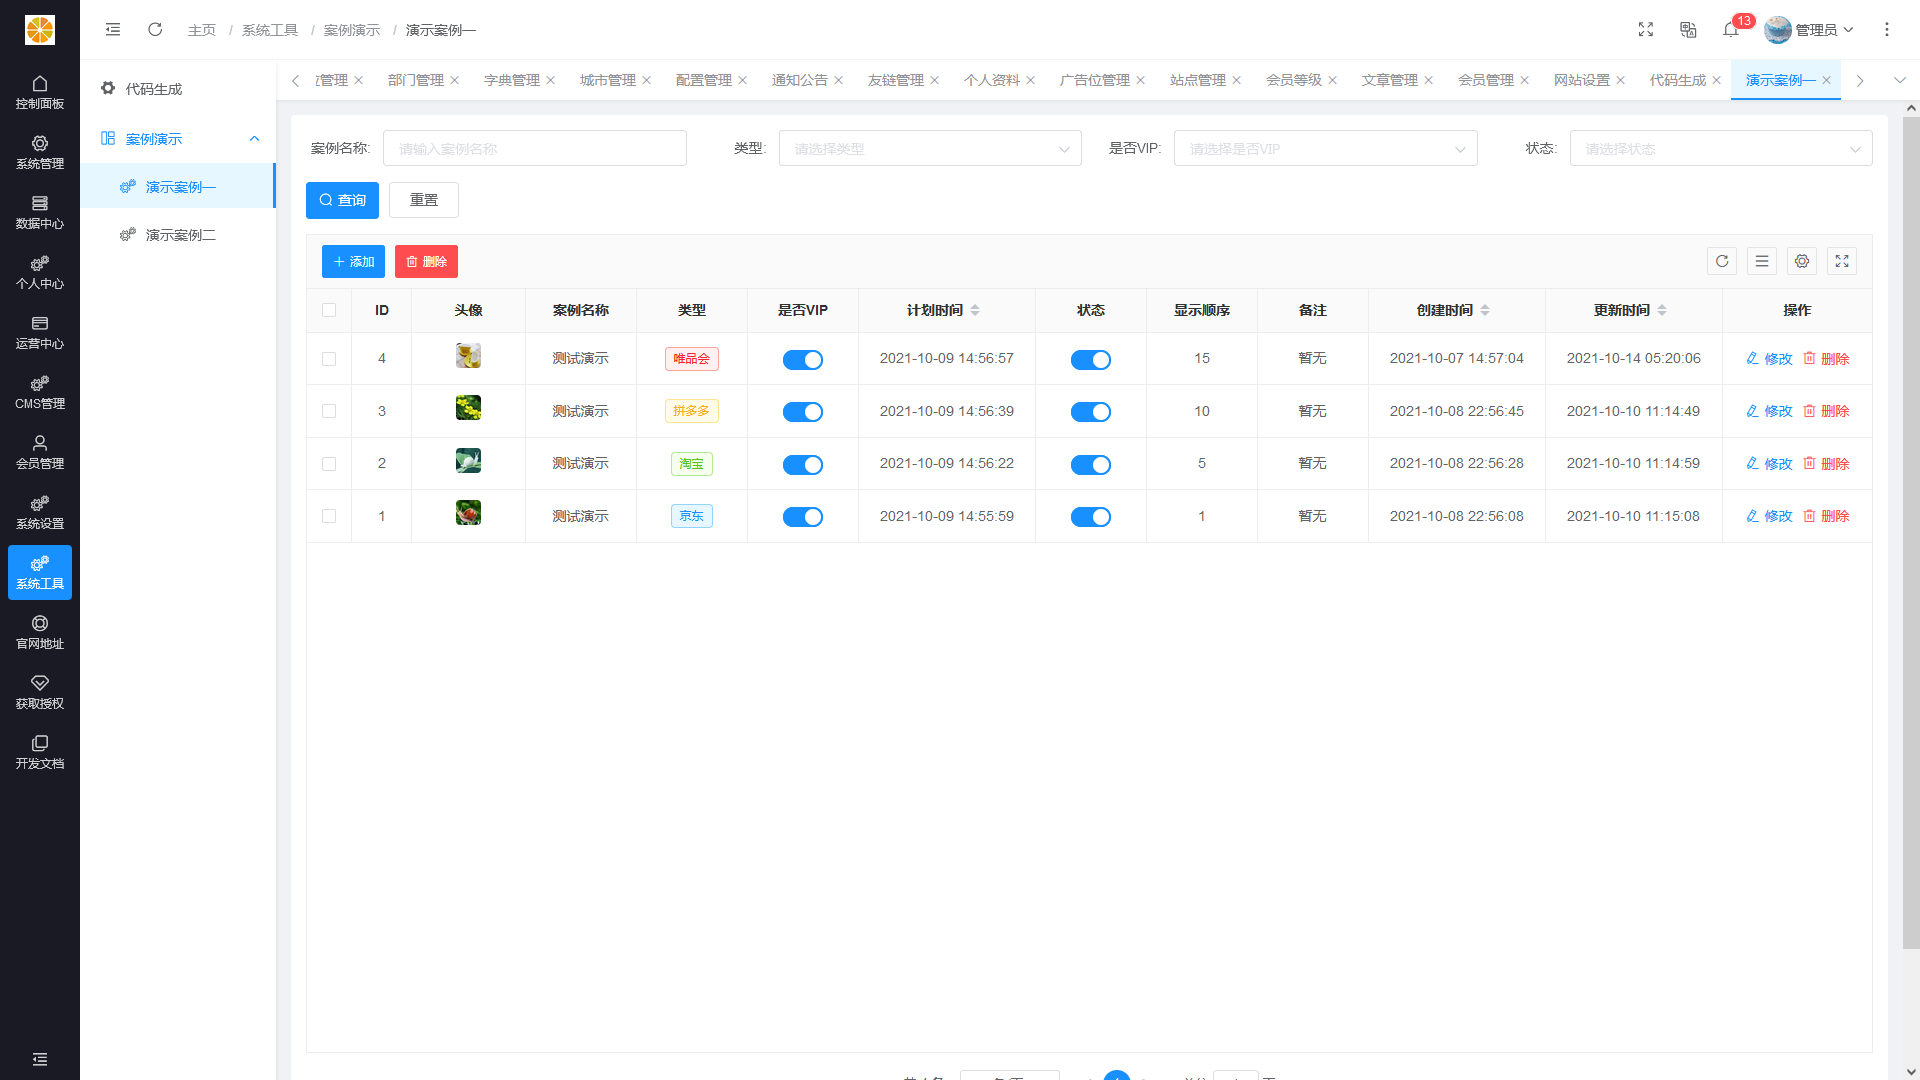 主页 / 系统工具 / 案例演示 / 演示案例一
13
管理员
控制面板
系统管理
数据中心
个人中心
运营中心
CMS管理
会员管理
系统设置
系统工具
官网地址
获取授权
开发文档
代码生成
案例演示
演示案例一
演示案例二
管理 部门管理 字典管理 城市管理 配置管理 通知公告 友链管理 个人资料 广告位管理 站点管理 会员等级 文章管理 会员管理 网站设置 代码生成 演示案例一
案例名称: 请输入案例名称 类型: 请选择类型 是否VIP: 请选择是否VIP 状态: 请选择状态
查询 重置
添加 删除
ID 头像 案例名称 类型 是否VIP 计划时间 状态 显示顺序 备注 创建时间 更新时间 操作
4 测试演示 唯品会 2021-10-09 14:56:57 15 暂无 2021-10-07 14:57:04 2021-10-14 05:20:06 修改 删除
3 测试演示 拼多多 2021-10-09 14:56:39 10 暂无 2021-10-08 22:56:45 2021-10-10 11:14:49 修改 删除
2 测试演示 淘宝 2021-10-09 14:56:22 5 暂无 2021-10-08 22:56:28 2021-10-10 11:14:59 修改 删除
1 测试演示 京东 2021-10-09 14:55:59 1 暂无 2021-10-08 22:56:08 2021-10-10 11:15:08 修改 删除